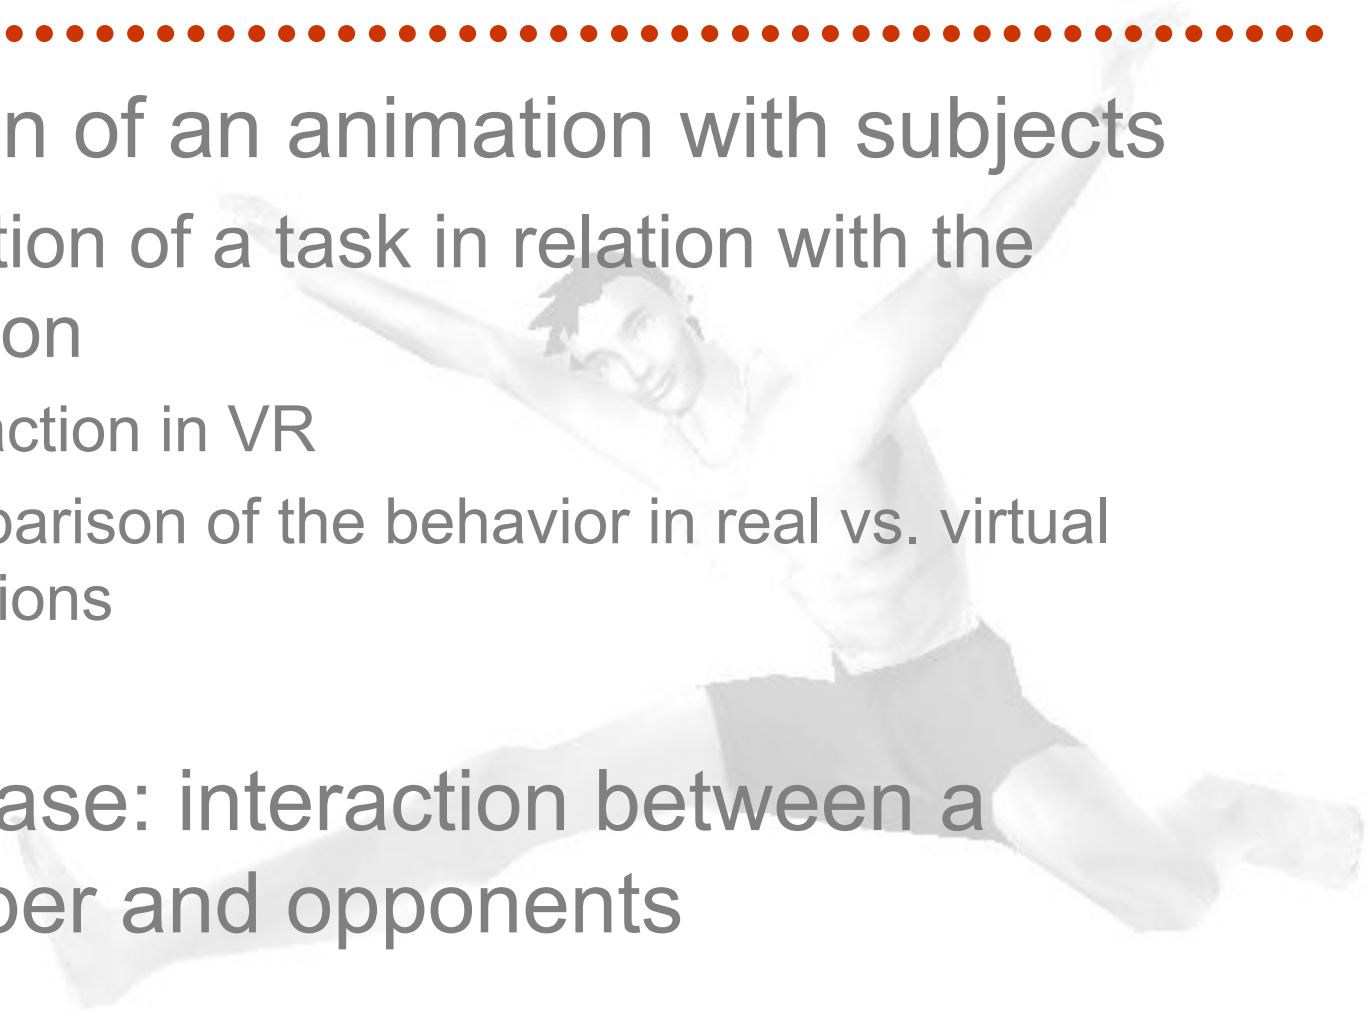 n of an animation with subjects
tion of a task in relation with the
on
action in VR
parison of the behavior in real vs. virtual
ions
ase: interaction between a
per and opponents